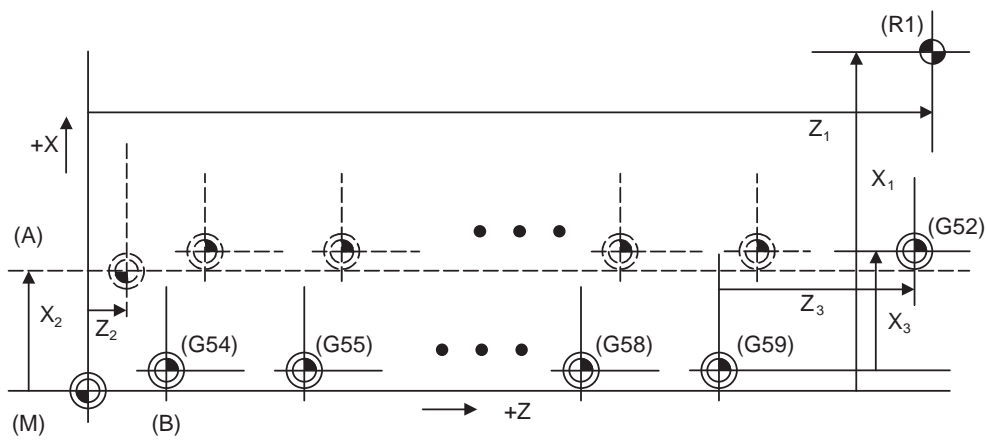 (R1)
Z1
+X
X1
(A)
(G52)
X2
Z2
Z3
X3
(G54)
(G55)
(G58)
(G59)
+Z
(M)
(B)